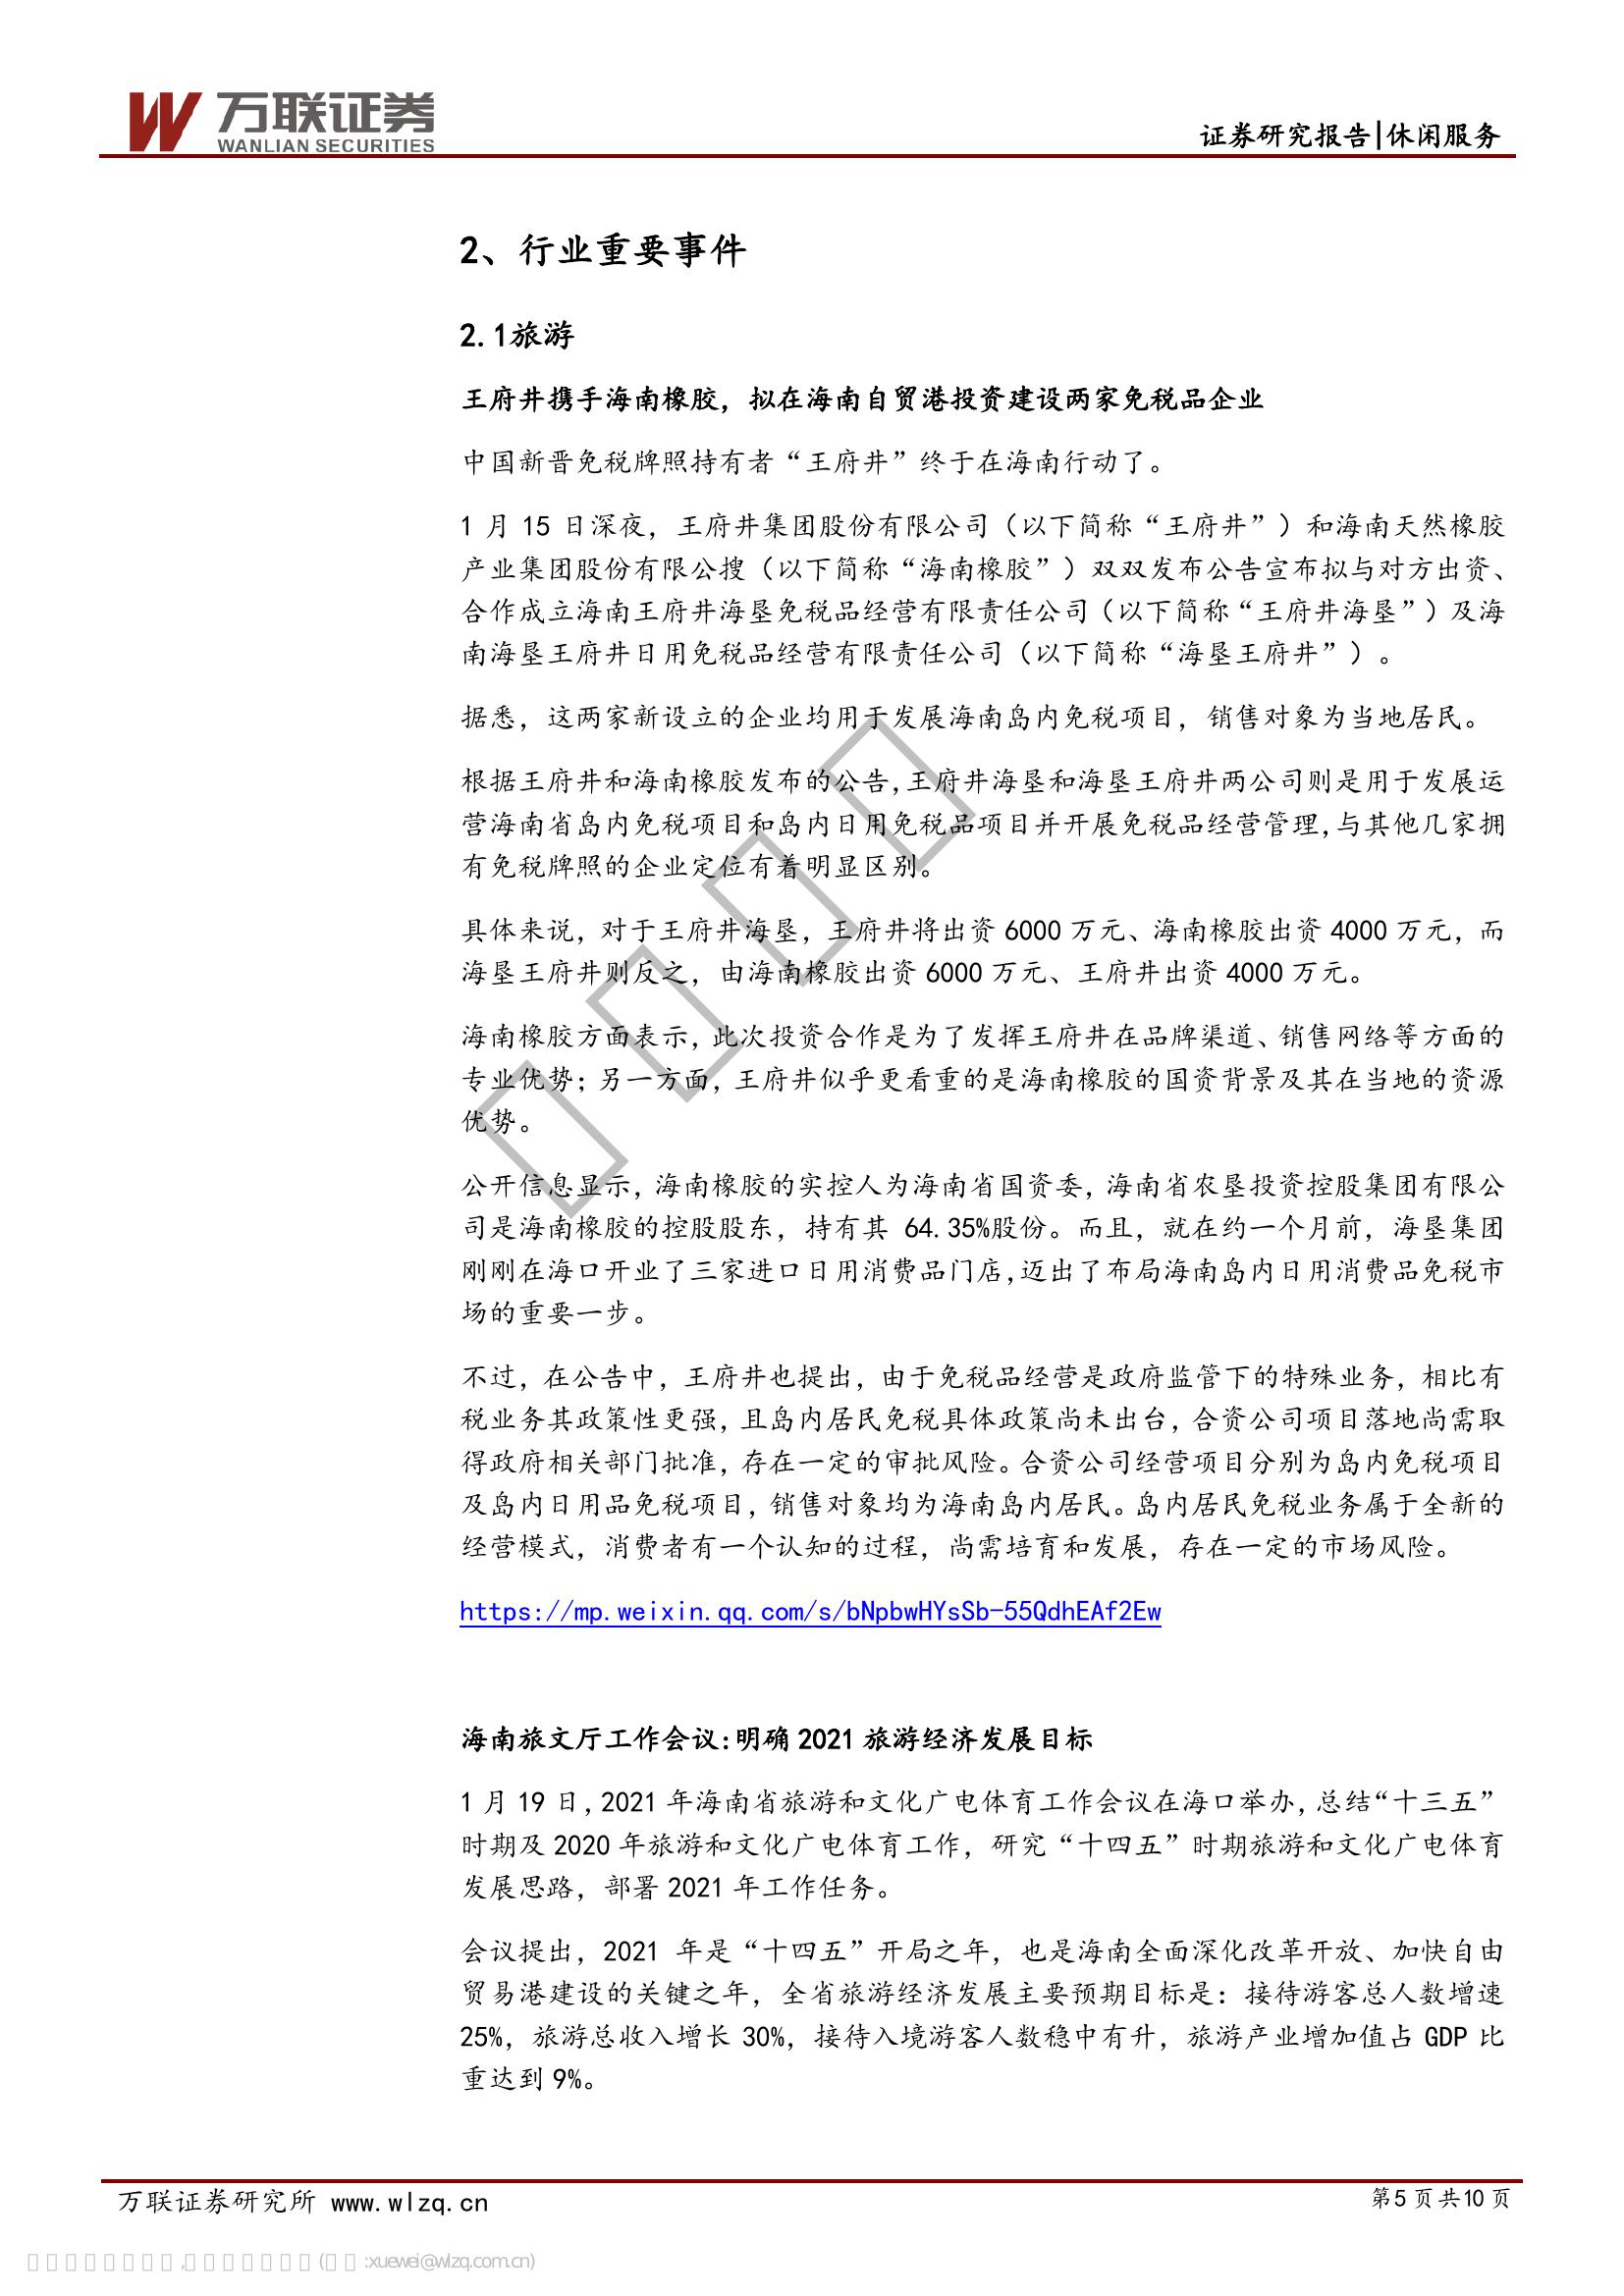 万联证券
WANLIAN SECURITIES
证券研究报告|休闲服务
2、行业重要事件
2.1旅游
王府井携手海南橡胶，拟在海南自贸港投资建设两家免税品企业
中国新晋免税牌照持有者“王府井”终于在海南行动了。
1 月 15 日深夜，王府井集团股份有限公司（以下简称“王府井”）和海南天然橡胶
产业集团股份有限公搜（以下简称“海南橡胶”）双双发布公告宣布拟与对方出资、
合作成立海南王府井海垦免税品经营有限责任公司（以下简称“王府井海垦”）及海
南海垦王府井日用免税品经营有限责任公司（以下简称“海垦王府井”）。
据悉，这两家新设立的企业均用于发展海南岛内免税项目，销售对象为当地居民。
根据王府井和海南橡胶发布的公告,王府井海垦和海垦王府井两公司则是用于发展运
营海南省岛内免税项目和岛内日用免税品项目并开展免税品经营管理,与其他几家拥
有免税牌照的企业定位有着明显区别。
具体来说，对于王府井海垦，王府井将出资 6000 万元、海南橡胶出资 4000 万元，而
海垦王府井则反之，由海南橡胶出资 6000 万元、王府井出资 4000 万元。
海南橡胶方面表示，此次投资合作是为了发挥王府井在品牌渠道、销售网络等方面的
专业优势；另一方面，王府井似乎更看重的是海南橡胶的国资背景及其在当地的资源
优势。
公开信息显示，海南橡胶的实控人为海南省国资委，海南省农垦投资控股集团有限公
司是海南橡胶的控股股东，持有其 64.35%股份。而且，就在约一个月前，海垦集团
刚刚在海口开业了三家进口日用消费品门店,迈出了布局海南岛内日用消费品免税市
场的重要一步。
不过，在公告中，王府井也提出，由于免税品经营是政府监管下的特殊业务，相比有
税业务其政策性更强，且岛内居民免税具体政策尚未出台，合资公司项目落地尚需取
得政府相关部门批准，存在一定的审批风险。合资公司经营项目分别为岛内免税项目
及岛内日用品免税项目，销售对象均为海南岛内居民。岛内居民免税业务属于全新的
经营模式，消费者有一个认知的过程，尚需培育和发展，存在一定的市场风险。
https://mp.weixin.qq.com/s/bNpbwHYsSb-55QdhEAf2Ew
海南旅文厅工作会议:明确 2021 旅游经济发展目标
1 月 19 日,2021 年海南省旅游和文化广电体育工作会议在海口举办,总结“十三五”
时期及 2020 年旅游和文化广电体育工作，研究“十四五”时期旅游和文化广电体育
发展思路，部署 2021 年工作任务。
会议提出，2021 年是“十四五”开局之年，也是海南全面深化改革开放、加快自由
贸易港建设的关键之年，全省旅游经济发展主要预期目标是：接待游客总人数增速
25%，旅游总收入增长 30%，接待入境游客人数稳中有升，旅游产业增加值占 GDP 比
重达到 9%。
万联证券研究所 www.wlzq.cn
第 5 页 共 10 页
:xuewei@wlzq.com.cn)